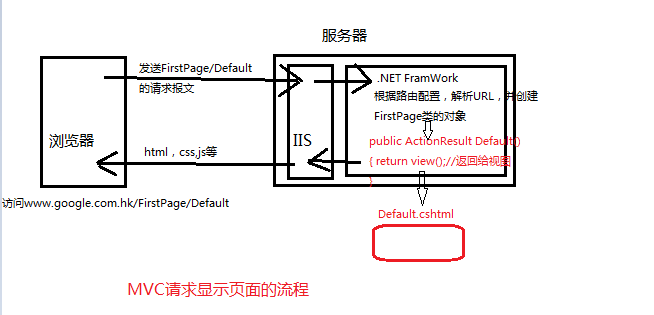 服务器
发送FirstPage/Default
的请求报文
.NET FramWork
根据路由配置，解析URL，并创建
FirstPage类的对象
浏览器
IIS
public ActionResult Default()
{ return view();//返回给视图
}
html，css,js等
访问www.google.com.hk/FirstPage/Default
Default.cshtml
MVC请求显示页面的流程